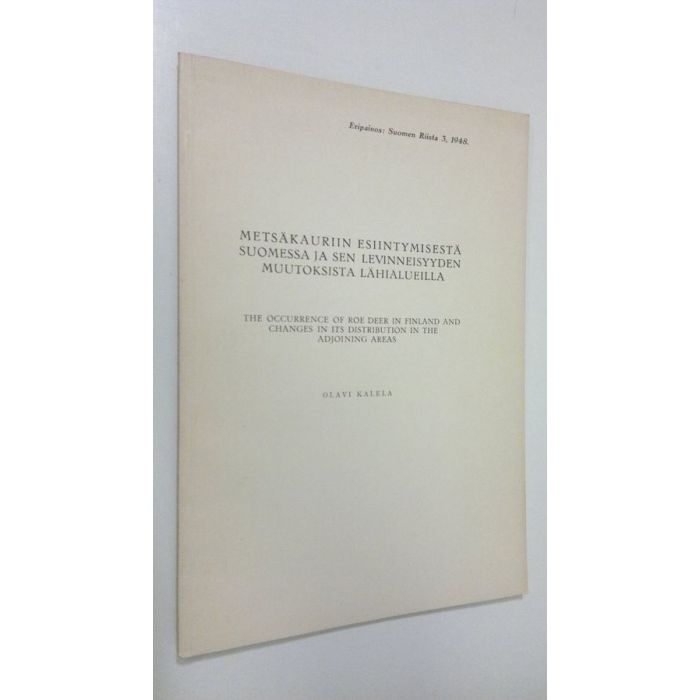 Eripainos: Suomen Riista 3, 1948.
METSÄKAURIIN ESIINTYMISESTÄ
SUOMESSA JA SEN LEVINNEISYYDEN
MUUTOKSISTA LÄHIALUEILLA
THE OCCURRENCE OF ROE DEER IN FINLAND AND
CHANGES IN ITS DISTRIBUTION IN THE
ADJOINING AREAS
OLAVI KALELA